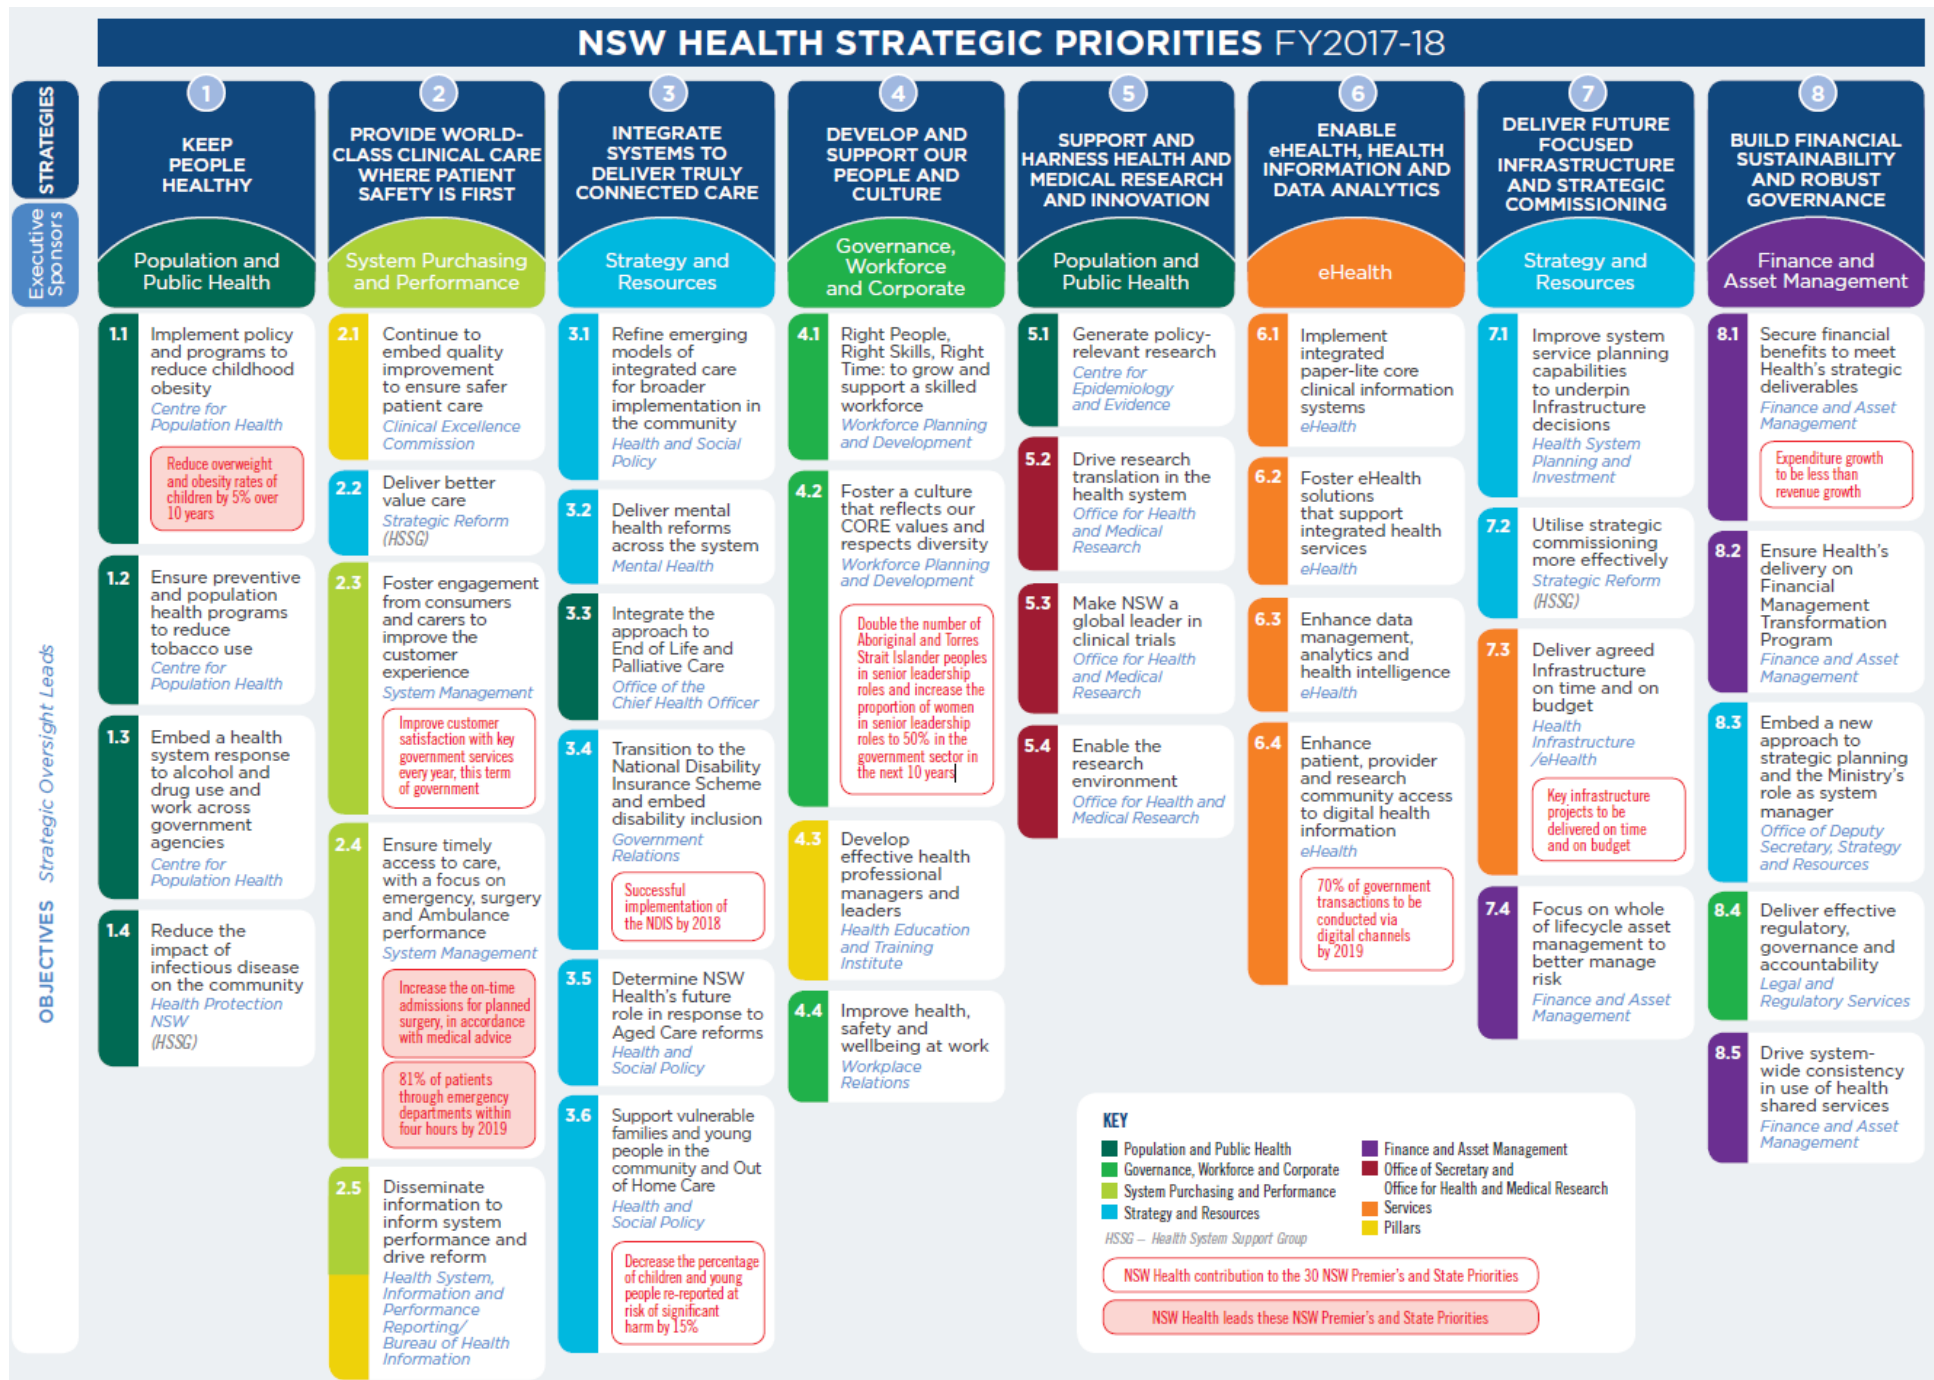 NSW HEALTH STRATEGIC PRIORITIES FY2017-18
STRATEGIES
1
KEEP
PEOPLE
HEALTHY
2
PROVIDE WORLD-
CLASS CLINICAL CARE
WHERE PATIENT
SAFETY IS FIRST
3
INTEGRATE
SYSTEMS TO
DELIVER TRULY
CONNECTED CARE
4
DEVELOP AND
SUPPORT OUR
PEOPLE AND
CULTURE
5
SUPPORT AND
HARNESS HEALTH AND
MEDICAL RESEARCH
AND INNOVATION
6
ENABLE
eHEALTH, HEALTH
INFORMATION AND
DATA ANALYTICS
7
DELIVER FUTURE
FOCUSED
INFRASTRUCTURE
AND STRATEGIC
COMMISSIONING
8
BUILD FINANCIAL
SUSTAINABILITY
AND ROBUST
GOVERNANCE
Executive
Sponsors
Population and
Public Health
System Purchasing
and Performance
Strategy and
Resources
Governance,
Workforce
and Corporate
Population and
Public Health
eHealth
Strategy and
Resources
Finance and
Asset Management
OBJECTIVES Strategic Oversight Leads
1.1
Implement policy
and programs to
reduce childhood
obesity
Centre for
Population Health
Reduce overweight
and obesity rates of
children by 5% over
10 years
1.2
Ensure preventive
and population
health programs
to reduce
tobacco use
Centre for
Population Health
1.3
Embed a health
system response
to alcohol and
drug use and
work across
government
agencies
Centre for
Population Health
1.4
Reduce the
impact of
infectious disease
on the community
Health Protection
NSW
(HSSG)
2.1
Continue to
embed quality
improvement
to ensure safer
patient care
Clinical Excellence
Commission
2.2
Deliver better
value care
Strategic Reform
(HSSG)
2.3
Foster engagement
from consumers
and carers to
improve the
customer
experience
System Management
Improve customer
satisfaction with key
government services
every year, this term
of government
2.4
Ensure timely
access to care,
with a focus on
emergency, surgery
and Ambulance
performance
System Management
Increase the on-time
admissions for planned
surgery, in accordance
with medical advice
81% of patients
through emergency
departments within
four hours by 2019
2.5
Disseminate
information to
inform system
performance and
drive reform
Health System,
Information and
Performance
Reporting/
Bureau of Health
Information
3.1
Refine emerging
models of
integrated care
for broader
implementation in
the community
Health and Social
Policy
3.2
Deliver mental
health reforms
across the system
Mental Health
3.3
Integrate the
approach to
End of Life and
Palliative Care
Office of the
Chief Health Officer
3.4
Transition to the
National Disability
Insurance Scheme
and embed
disability inclusion
Government
Relations
Successful
implementation of
the NDIS by 2018
3.5
Determine NSW
Health's future
role in response to
Aged Care reforms
Health and
Social Policy
3.6
Support vulnerable
families and young
people in the
community and Out
of Home Care
Health and
Social Policy
Decrease the percentage
of children and young
people re-reported at
risk of significant
harm by 15%
4.1
Right People,
Right Skills, Right
Time: to grow and
support a skilled
workforce
Workforce Planning
and Development
4.2
Foster a culture
that reflects our
CORE values and
respects diversity
Workforce Planning
and Development
Double the number of
Aboriginal and Torres
Strait Islander peoples
in senior leadership
roles and increase the
proportion of women
in senior leadership
roles to 50% in the
government sector in
the next 10 years
4.3
Develop
effective health
professional
managers and
leaders
Health Education
and Training
Institute
4.4
Improve health,
safety and
wellbeing at work
Workplace
Relations
5.1
Generate policy-
relevant research
Centre for
Epidemiology
and Evidence
5.2
Drive research
translation in the
health system
Office for Health
and Medical
Research
5.3
Make NSW a
global leader in
clinical trials
Office for Health
and Medical
Research
5.4
Enable the
research
environment
Office for Health and
Medical Research
6.1
Implement
integrated
paper-lite core
clinical information
systems
eHealth
6.2
Foster eHealth
solutions
that support
integrated health
services
eHealth
6.3
Enhance data
management,
analytics and
health intelligence
eHealth
6.4
Enhance
patient, provider
and research
community access
to digital health
information
eHealth
70% of government
transactions to be
conducted via
digital channels
by 2019
7.1
Improve system
service planning
capabilities
to underpin
Infrastructure
decisions
Health System
Planning and
Investment
7.2
Utilise strategic
commissioning
more effectively
Strategic Reform
(HSSG)
7.3
Deliver agreed
Infrastructure
on time and on
budget
Health
Infrastructure
/eHealth
Key infrastructure
projects to be
delivered on time
and on budget
7.4
Focus on whole
of lifecycle asset
management to
better manage
risk
Finance and Asset
Management
8.1
Secure financial
benefits to meet
Health's strategic
deliverables
Finance and Asset
Management
Expenditure growth
to be less than
revenue growth
8.2
Ensure Health's
delivery on
Financial
Management
Transformation
Program
Finance and Asset
Management
8.3
Embed a new
approach to
strategic planning
and the Ministry's
role as system
manager
Office of Deputy
Secretary, Strategy
and Resources
8.4
Deliver effective
regulatory,
governance and
accountability
Legal and
Regulatory Services
8.5
Drive system-
wide consistency
in use of health
shared services
Finance and Asset
Management
KEY
Population and Public Health
Governance, Workforce and Corporate
System Purchasing and Performance
Strategy and Resources
HSSG – Health System Support Group
Finance and Asset Management
Office of Secretary and
Office for Health and Medical Research
Services
Pillars
NSW Health contribution to the 30 NSW Premier's and State Priorities
NSW Health leads these NSW Premier's and State Priorities